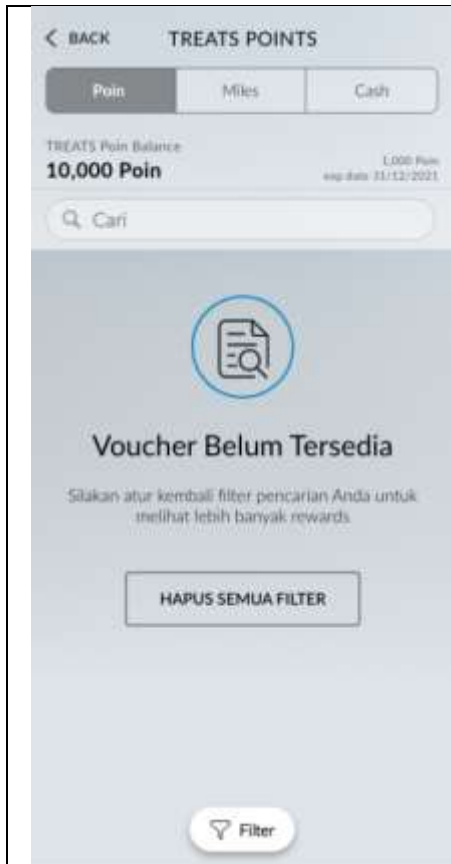 BACK
TREATS POINTS
Poin
Miles
Cash
TREATS Poin Balance
10,000 Poin
1,000 Poin
exp date 31/12/2021
Cari
Voucher Belum Tersedia
Silakan atur kembali filter pencarian Anda untuk
melihat lebih banyak rewards
HAPUS SEMUA FILTER
Filter